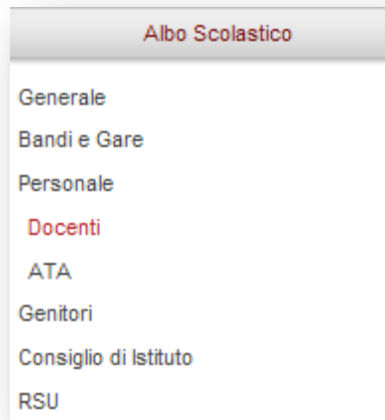 Albo Scolastico
Generale
Bandi e Gare
Personale
Docenti
ATA
Genitori
Consiglio di Istituto
RSU